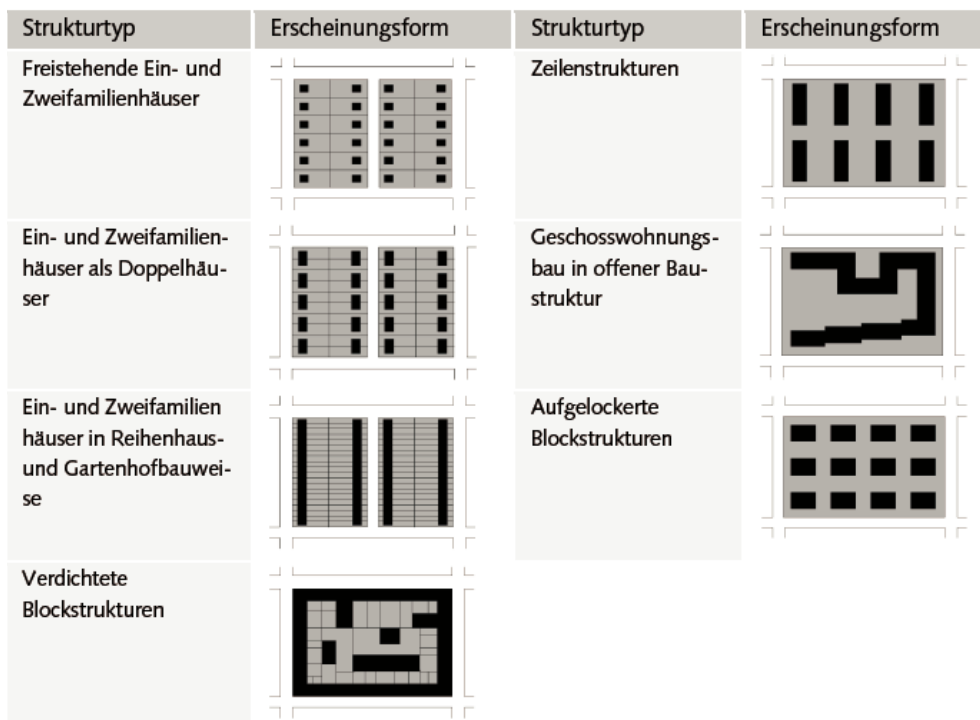 Strukturtyp
Erscheinungsform
Strukturtyp
Erscheinungsform
Freistehende Ein- und
Zweifamilienhäuser
Zeilenstrukturen
Ein- und Zweifamilien-
häuser als Doppelhäu-
ser
Geschosswohnungs-
bau in offener Bau-
struktur
Ein- und Zweifamilien
häuser in Reihenhaus-
und Gartenhofbauwei-
se
Aufgelockerte
Blockstrukturen
Verdichtete
Blockstrukturen